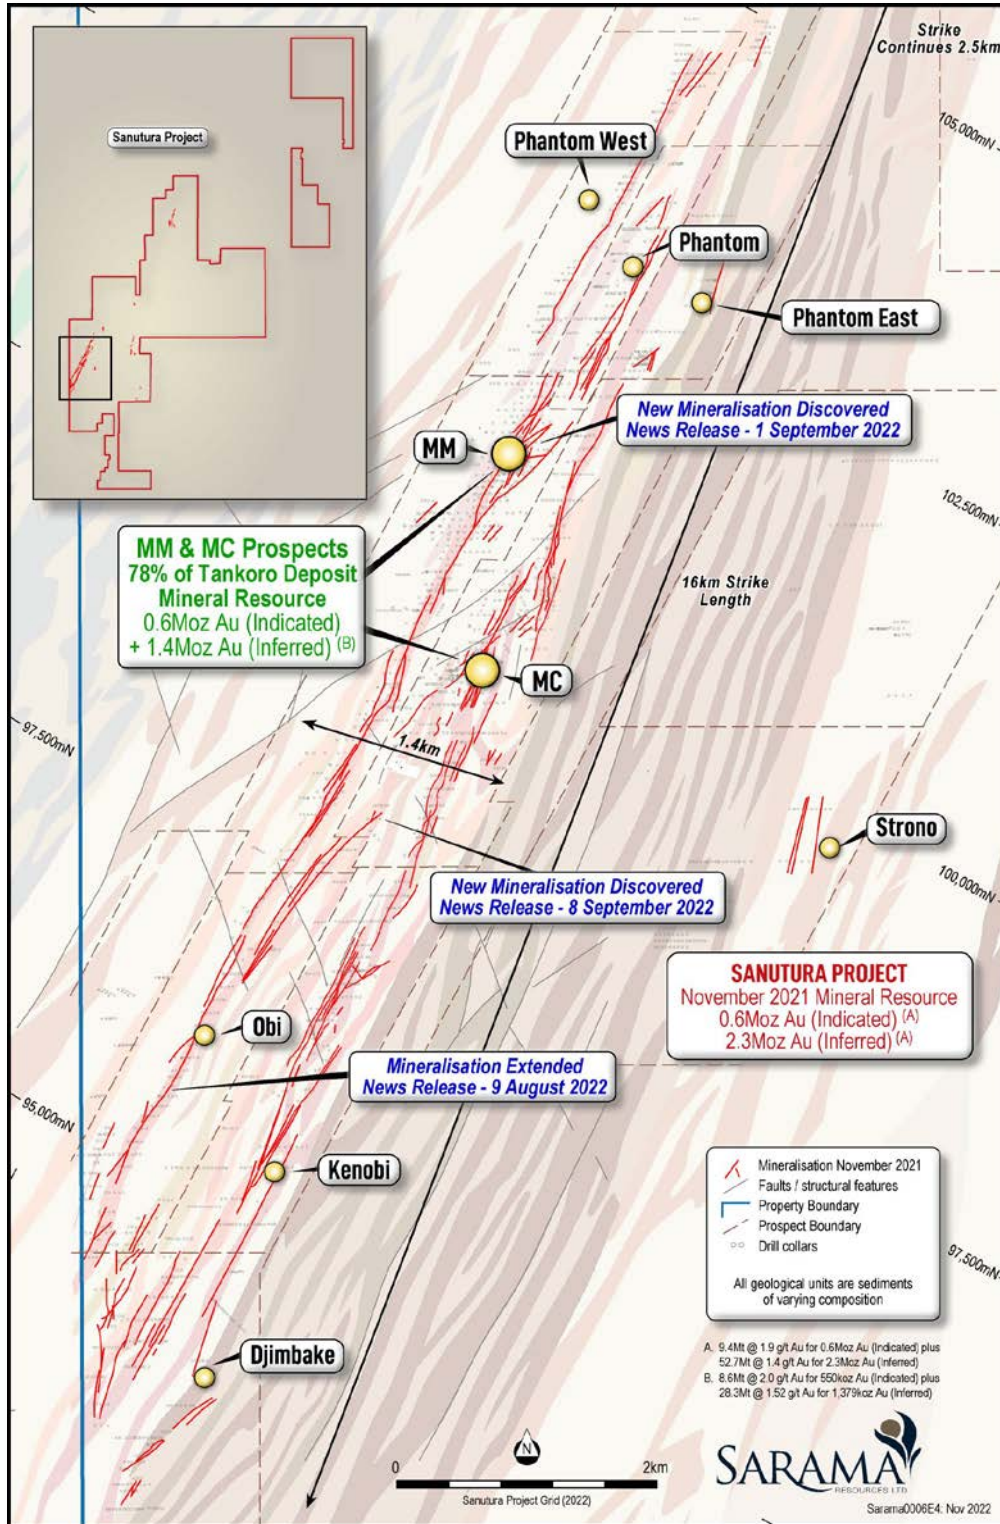 Strike
Continues 2.5km
Sanutura Project
105,000mN
Phantom West
Phantom
Phantom East
New Mineralisation Discovered
News Release - 1 September 2022
MM
102,500mN
MM & MC Prospects
78% of Tankoro Deposit
Mineral Resource
0.6Moz Au (Indicated)
+ 1.4Moz Au (Inferred) (B)
16km Strike
Length
MC
97,500mN
1.4km
Strono
New Mineralisation Discovered
News Release - 8 September 2022
100,000mN
SANUTURA PROJECT
November 2021 Mineral Resource
0.6Moz Au (Indicated) (A)
2.3Moz Au (Inferred) (A)
Obi
Mineralisation Extended
News Release - 9 August 2022
95,000mN
Kenobi
Mineralisation November 2021
Faults / structural features
Property Boundary
Prospect Boundary
Drill collars
All geological units are sediments
of varying composition
97,500mN
Djimbake
A. 9.4Mt @ 1.9 g/t Au for 0.6Moz Au (Indicated) plus
52.7Mt @ 1.4 g/t Au for 2.3Moz Au (Inferred)
B. 8.6Mt @ 2.0 g/t Au for 550koz Au (Indicated) plus
28.3Mt @ 1.52 g/t Au for 1,379koz Au (Inferred)
N
0 2km
Sanutura Project Grid (2022)
SARAMA
RESOURCES LTD
Sarama0006E4: Nov 2022